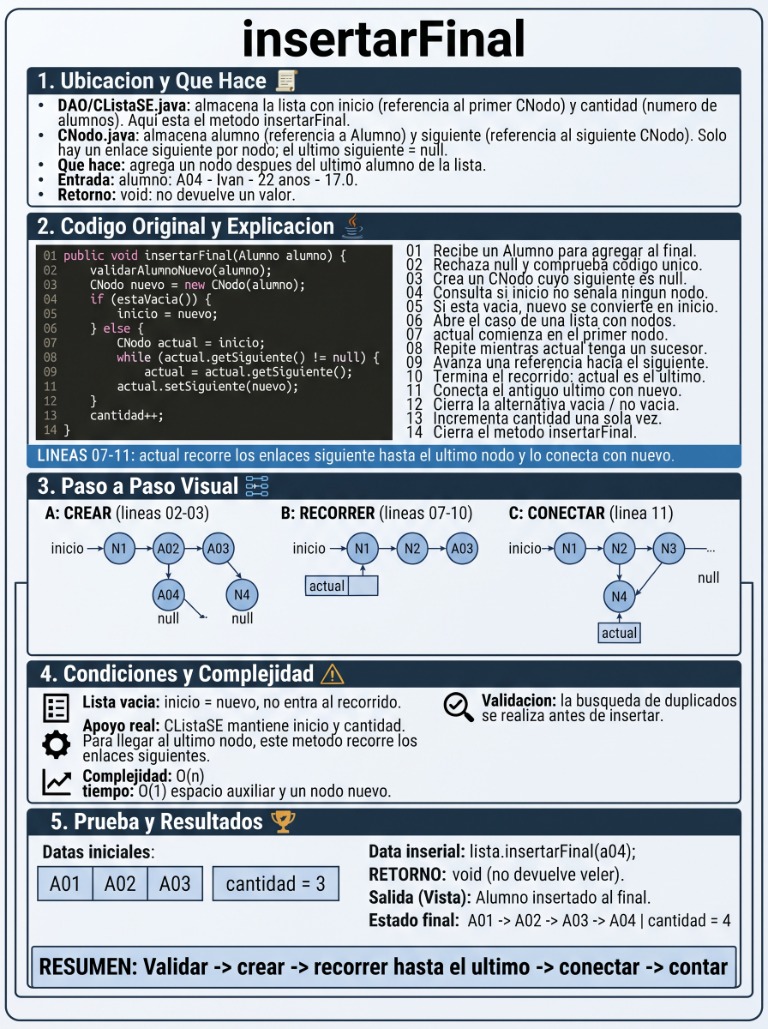 insertarFinal
1. Ubicacion y Que Hace
• DAO/CListaSE.java: almacena la lista con inicio (referencia al primer CNodo) y cantidad (numero de
alumnos). Aqui esta el metodo insertarFinal.
• CNodo.java: almacena alumno (referencia a Alumno) y siguiente (referencia al siguiente CNodo). Solo
hay un enlace siguiente por nodo; el ultimo siguiente = null.
• Que hace: agrega un nodo despues del ultimo alumno de la lista.
• Entrada: alumno: A04 - Ivan - 22 anos - 17.0.
• Retorno: void: no devuelve un valor.
2. Codigo Original y Explicacion
01 public void insertarFinal(Alumno alumno) {
02 validarAlumnoNuevo(alumno);
03 CNodo nuevo = new CNodo(alumno);
04 if (estaVacia()) {
05 inicio = nuevo;
06 } else {
07 CNodo actual = inicio;
08 while (actual.getSiguiente() != null) {
09 actual = actual.getSiguiente();
11 actual.setSiguiente(nuevo);
12 }
13 cantidad++;
14 }
01 Recibe un Alumno para agregar al final.
02 Rechaza null y comprueba código unico.
03 Crea un CNodo cuyo siguiente es null.
04 Consulta si inicio no señala ningun nodo.
05 Si esta vacia, nuevo se convierte en inicio.
06 Abre el caso de una lista con nodos.
07 actual comienza en el primer nodo.
08 Repite mientras actual tenga un sucesor.
09 Avanza una referencia hacia el siguiente.
10 Termina el recorrido: actual es el ultimo.
11 Conecta el antiguo ultimo con nuevo.
12 Cierra la alternativa vacia / no vacia.
13 Incrementa cantidad una sola vez.
14 Cierra el metodo insertarFinal.
LINEAS 07-11: actual recorre los enlaces siguiente hasta el ultimo nodo y lo conecta con nuevo.
3. Paso a Paso Visual
A: CREAR (lineas 02-03)
inicio N1 A02 A03
A04 N4
null null
B: RECORRER (lineas 07-10)
inicio N1 N2 A03
actual
C: CONECTAR (linea 11)
inicio N1 N2 N3 ...
null
N4
actual
4. Condiciones y Complejidad
Lista vacia: inicio = nuevo, no entra al recorrido.
Apoyo real: CListaSE mantiene inicio y cantidad.
Para llegar al ultimo nodo, este metodo recorre los
enlaces siguientes.
Complejidad: O(n)
tiempo: O(1) espacio auxiliar y un nodo nuevo.
Validacion: la busqueda de duplicados
se realiza antes de insertar.
5. Prueba y Resultados
Datas iniciales:
A01 A02 A03 cantidad = 3
Data inserial: lista.insertarFinal(a04);
RETORNO: void (no devuelve veler).
Salida (Vista): Alumno insertado al final.
Estado final: A01 -> A02 -> A03 -> A04 | cantidad = 4
RESUMEN: Validar -> crear -> recorrer hasta el ultimo -> conectar -> contar